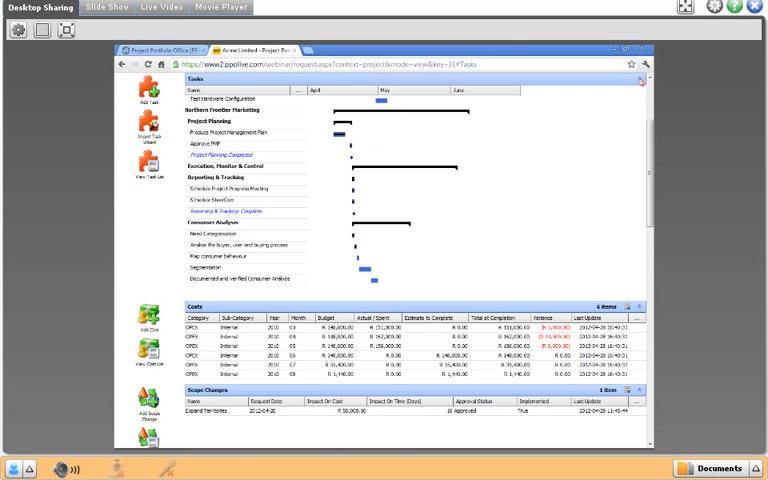 Desktop Sharing Slide Show Live Video Movie Player
Project Portfolio Office (PP Acme Limited - Project Por
https://www2.ppolive.com/webinar/request.aspx?context=project&mode=view&key=31#Tasks
Tasks
Name ... April May June
Test Hardware Configuration
Northern Frontier Marketing
Project Planning
Produce Project Management Plan
Approve PMP
Project Planning Completed
Execution, Monitor & Control
Reporting & Tracking
Schedule Project Progress Meeting
Schedule SteerCom
Reporting & Tracking Complete
Consumer Analysis
Need Categorisation
Analise the buyer, user and buying process
Map consumer behaviour
Segmentation
Documented and verified Consumer Analysis
Add Task
Import Task
Wizard
View Task List
Costs 6 items
Category Sub-Category Year Month Budget Actual / Spent Estimate to Complete Total at Completion Variance Last Update ...
OPEX Internal 2010 03 R 148,000.00 R 151,000.00 R 0.00 R 151,000.00 (R 3,000.00) 2012-04-28 16:40:31
OPEX Internal 2010 04 R 148,000.00 R 162,000.00 R 0.00 R 162,000.00 (R 14,000.00) 2012-04-28 16:40:31
OPEX Internal 2010 05 R 148,000.00 R 156,000.00 R 0.00 R 156,000.00 (R 8,000.00) 2012-04-28 16:40:31
OPEX Internal 2010 06 R 148,000.00 R 0.00 R 148,000.00 R 148,000.00 R 0.00 2012-04-28 16:40:31
OPEX Internal 2010 07 R 35,400.00 R 0.00 R 35,400.00 R 35,400.00 R 0.00 2012-04-28 16:40:31
OPEX Internal 2010 08 R 1,440.00 R 0.00 R 1,440.00 R 1,440.00 R 0.00 2012-04-28 16:40:31
Add Cost
View Cost List
Scope Changes 1 item
Name Request Date Impact On Cost Impact On Time (Days) Approval Status Implemented Last Update ...
Expand Territories 2012-04-20 R 50,000.00 10 Approved True 2012-04-28 11:45:44
Add Scope
Change
Documents